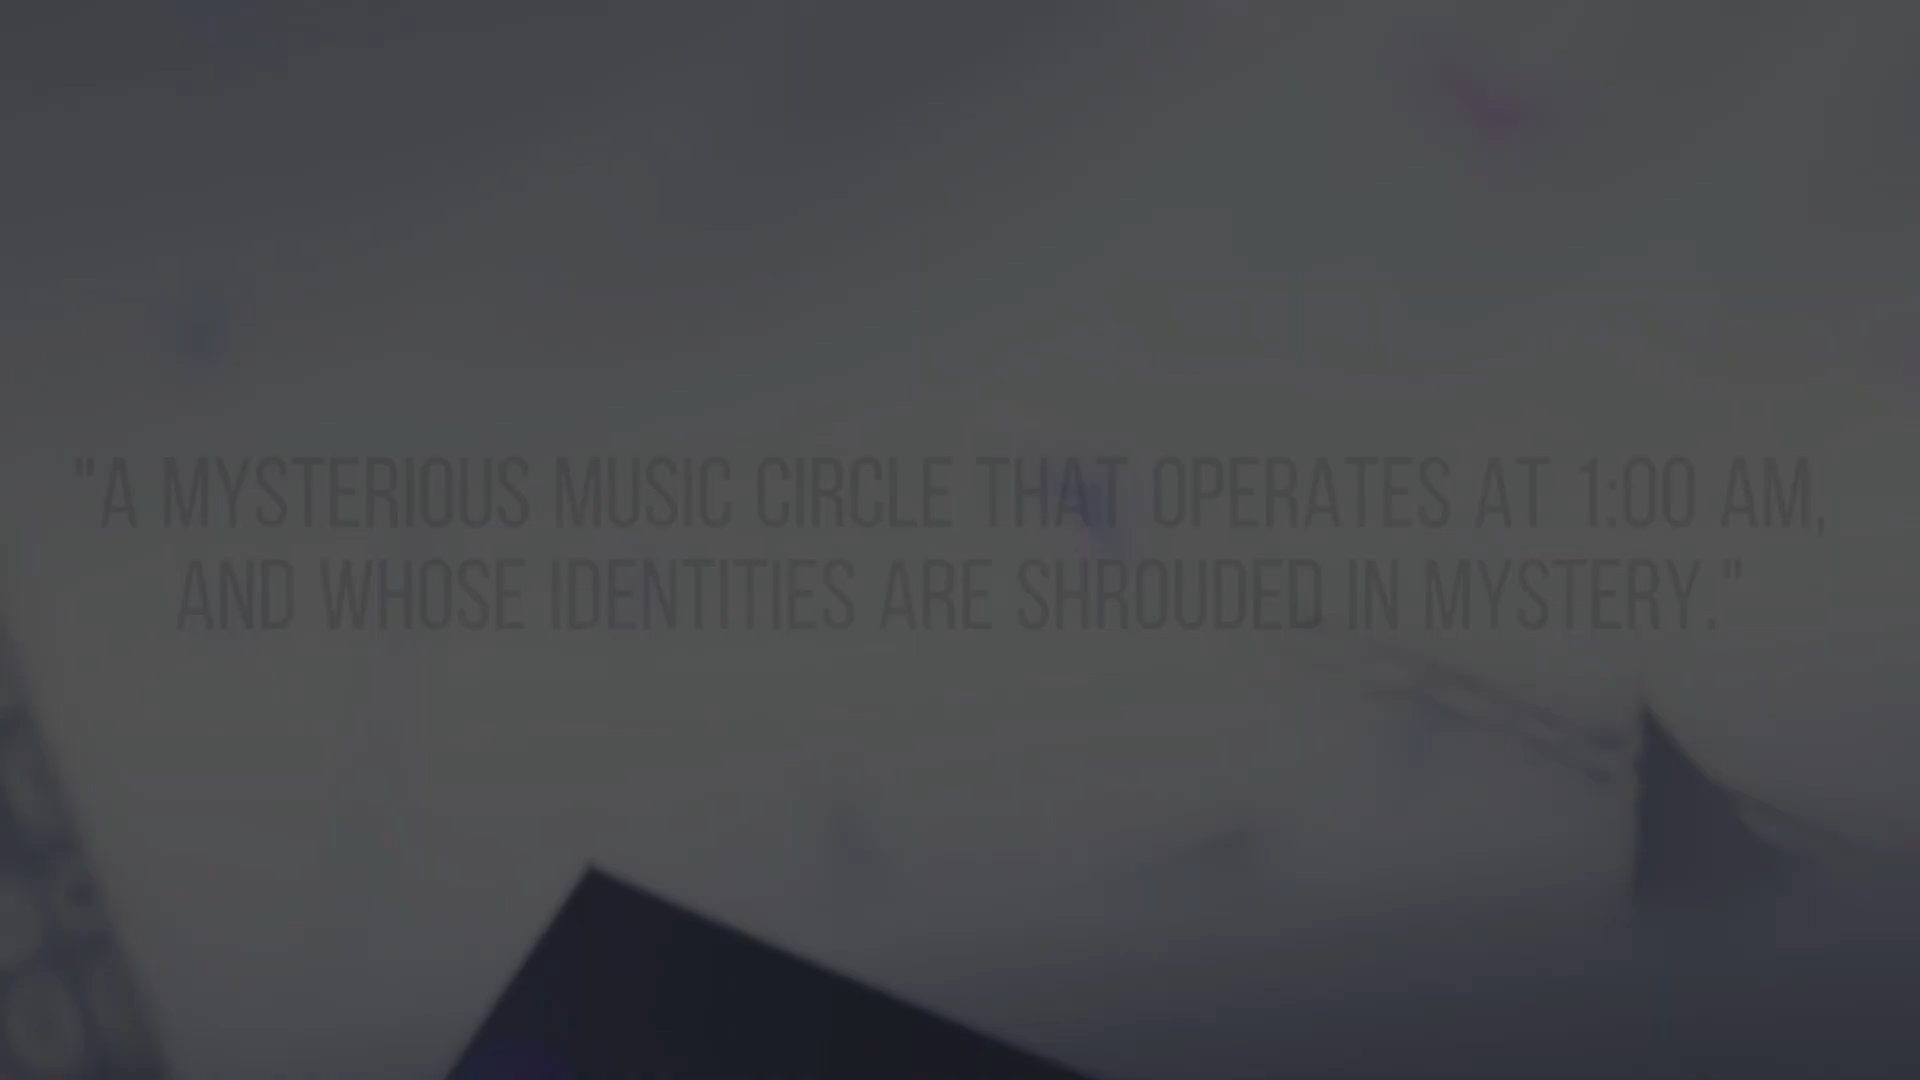 "A MYSTERIOUS MUSIC CIRCLE THAT OPERATES AT 1:00 AM,
AND WHOSE IDENTITIES ARE SHROUDED IN MYSTERY."